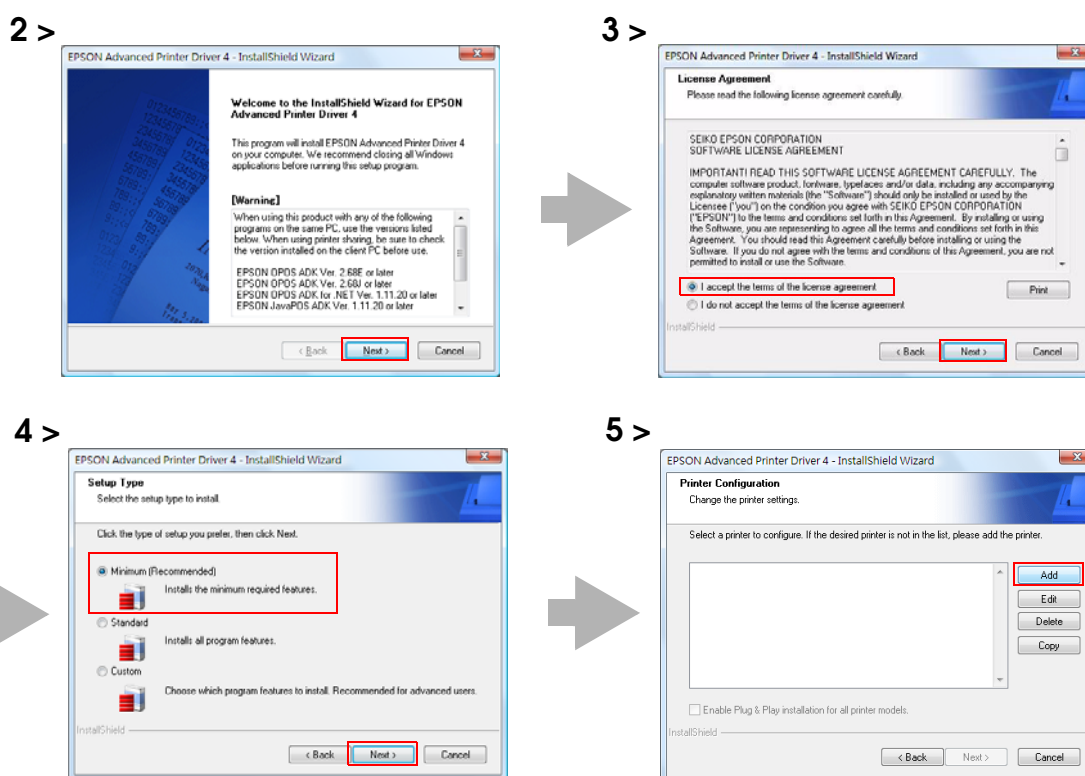 2 >
EPSON Advanced Printer Driver 4 - InstallShield Wizard
Welcome to the InstallShield Wizard for EPSON
Advanced Printer Driver 4
This program will install EPSON Advanced Printer Driver 4
on your computer. We recommend closing all Windows
applications before running this setup program.
[Warning]
When using this product with any of the following
programs on the same PC, use the versions listed
below. When using printer sharing, be sure to check
the version installed on the client PC before use.
EPSON OPOS ADK Ver. 2.68E or later
EPSON OPOS ADK Ver. 2.68J or later
EPSON OPOS ADK for .NET Ver. 1.11.20 or later
EPSON JavaPOS ADK Ver. 1.11.20 or later
< Back Next > Cancel
3 >
EPSON Advanced Printer Driver 4 - InstallShield Wizard
License Agreement
Please read the following license agreement carefully.
SEIKO EPSON CORPORATION
SOFTWARE LICENSE AGREEMENT
IMPORTANT! READ THIS SOFTWARE LICENSE AGREEMENT CAREFULLY. The
computer software product, fontware, typefaces and/or data, including any accompanying
explanatory written materials (the "Software") should only be installed or used by the
Licensee ("you") on the condition you agree with SEIKO EPSON CORPORATION
("EPSON") to the terms and conditions set forth in this Agreement. By installing or using
the Software, you are representing to agree all the terms and conditions set forth in this
Agreement. You should read this Agreement carefully before installing or using the
Software. If you do not agree with the terms and conditions of this Agreement, you are not
permitted to install or use the Software.
I accept the terms of the license agreement
Print
I do not accept the terms of the license agreement
InstallShield
< Back Next > Cancel
4 >
EPSON Advanced Printer Driver 4 - InstallShield Wizard
Setup Type
Select the setup type to install.
Click the type of setup you prefer, then click Next.
Minimum (Recommended)
Installs the minimum required features.
Standard
Installs all program features.
Custom
Choose which program features to install. Recommended for advanced users.
InstallShield
< Back Next > Cancel
5 >
EPSON Advanced Printer Driver 4 - InstallShield Wizard
Printer Configuration
Change the printer settings.
Select a printer to configure. If the desired printer is not in the list, please add the printer.
Add
Edit
Delete
Copy
Enable Plug & Play installation for all printer models.
InstallShield
< Back Next > Cancel